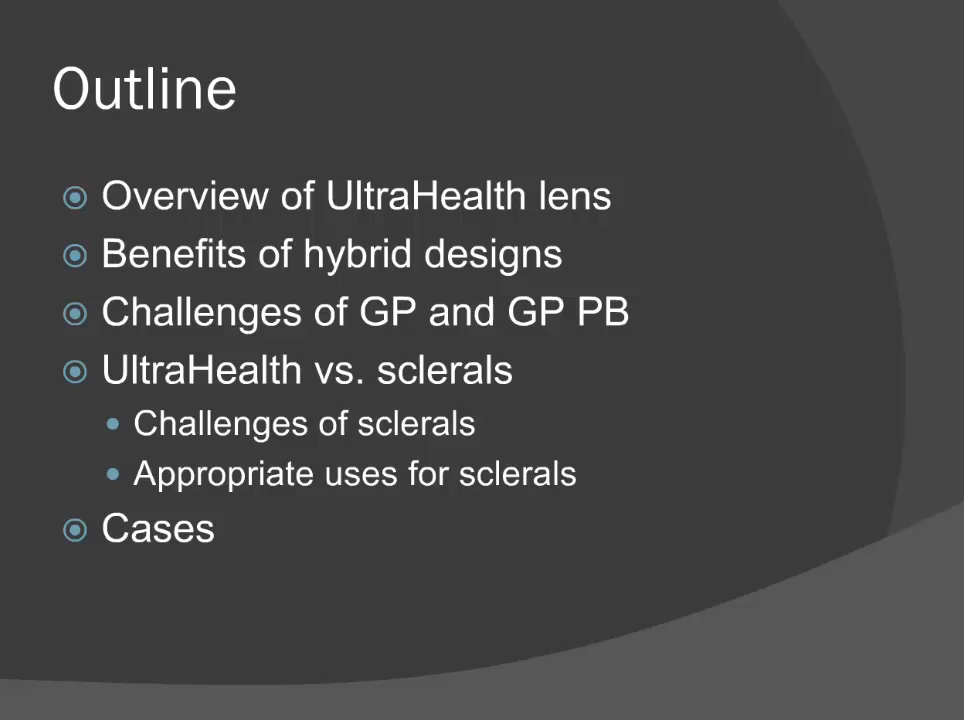 Outline
Overview of UltraHealth lens
Benefits of hybrid designs
Challenges of GP and GP PB
UltraHealth vs. sclerals
Challenges of sclerals
Appropriate uses for sclerals
Cases